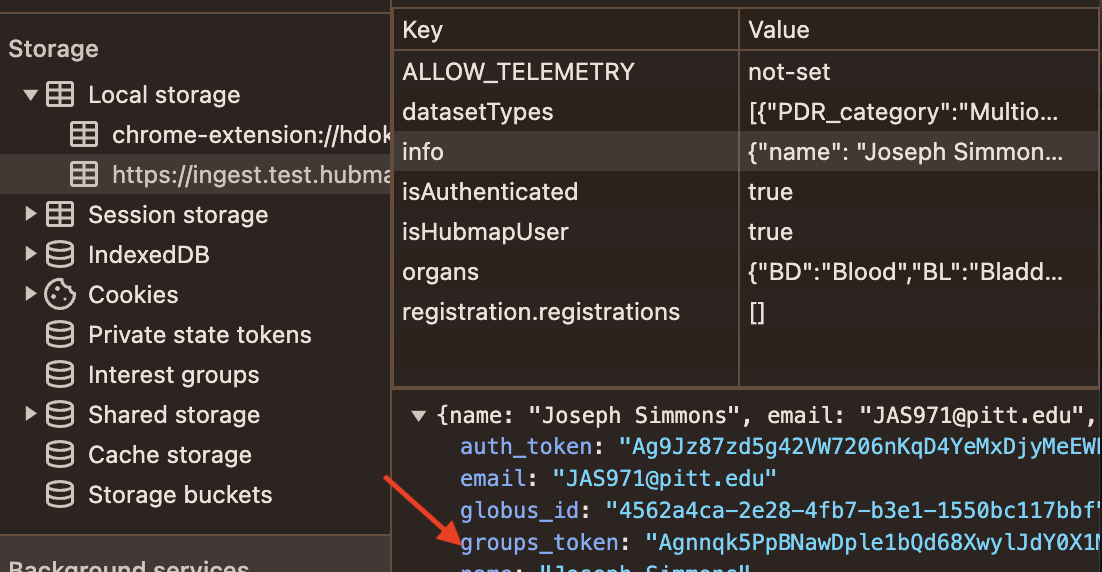 Storage
Local storage
chrome-extension://hdok
https://ingest.test.hubma
Session storage
IndexedDB
Cookies
Private state tokens
Interest groups
Shared storage
Cache storage
Storage buckets
Background services
Key Value
ALLOW_TELEMETRY not-set
datasetTypes [{"PDR_category":"Multio...
info {"name": "Joseph Simmon...
isAuthenticated true
isHubmapUser true
organs {"BD":"Blood","BL":"Bladd...
registration.registrations []
{name: "Joseph Simmons", email: "JAS971@pitt.edu",
auth_token: "Ag9Jz87zd5g42VW7206nKqD4YeMxDjyMeEW
email: "JAS971@pitt.edu"
globus_id: "4562a4ca-2e28-4fb7-b3e1-1550bc117bbf"
groups_token: "Agnnqk5PpBNawDple1bQd68XwylJdY0X1
name: "Joseph Simmons"